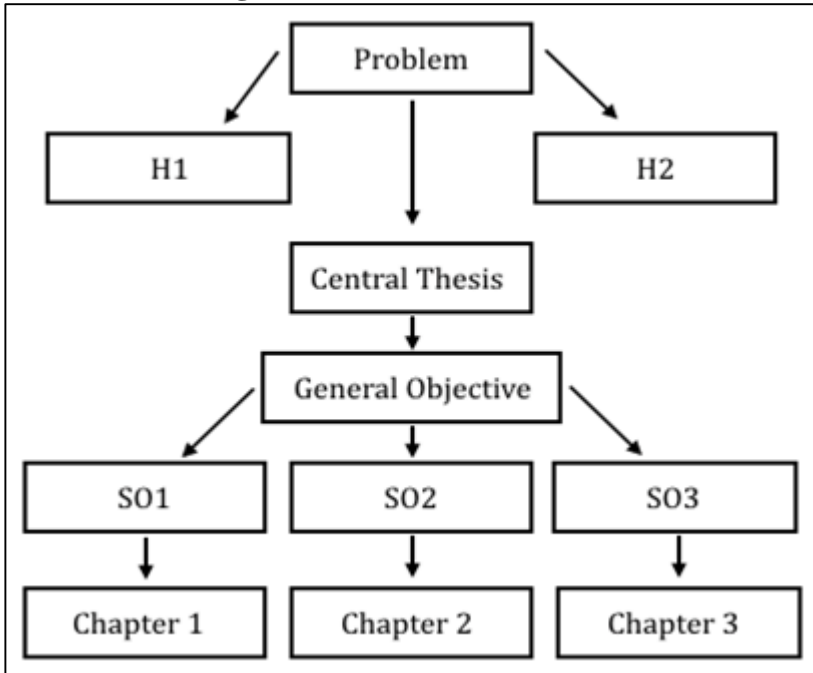 Problem
H1
H2
Central Thesis
General Objective
SO1
SO2
SO3
Chapter 1
Chapter 2
Chapter 3